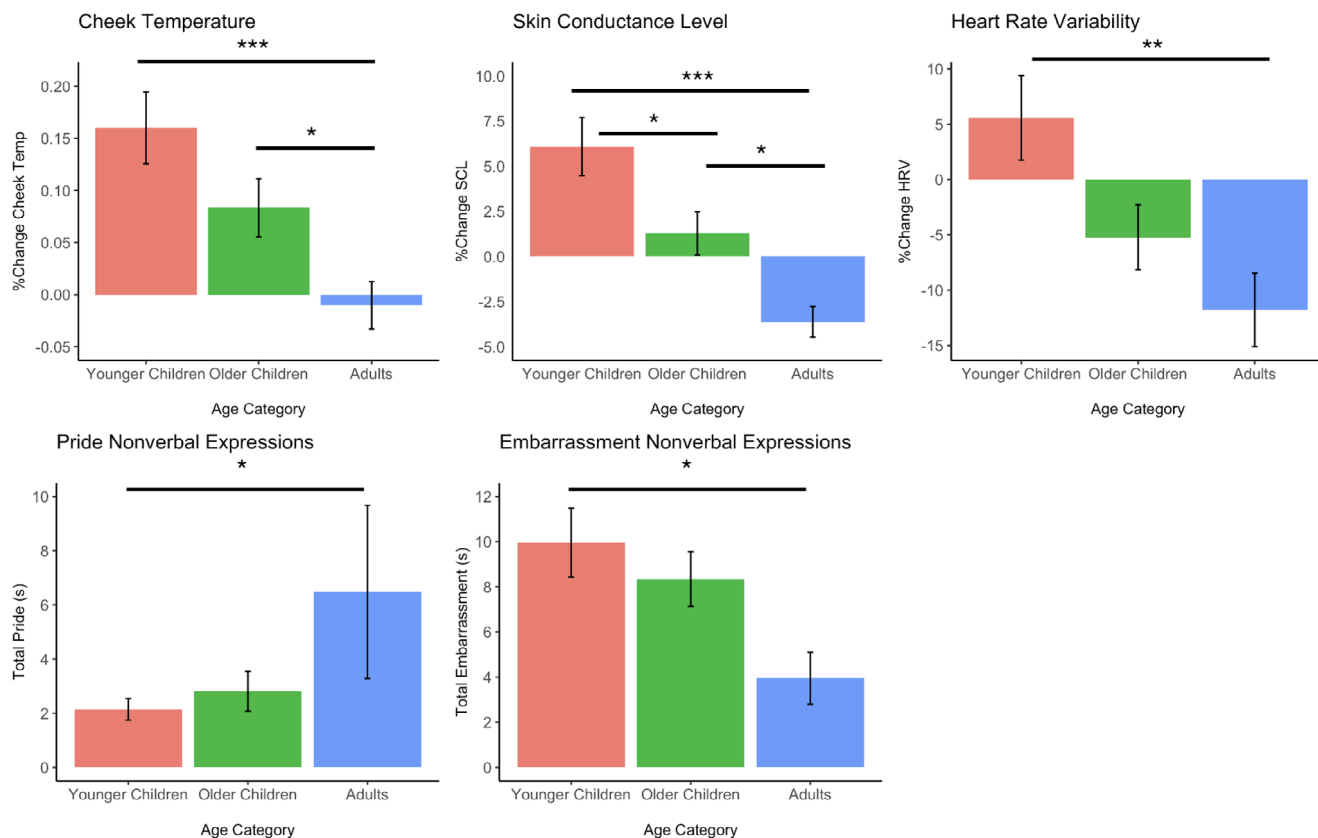 Cheek Temperature
***
*
%Change Cheek Temp
0.20
0.15
0.10
0.05
0.00
-0.05
Younger Children Older Children Adults
Age Category
Skin Conductance Level
***
*
*
%Change SCL
10.0
7.5
5.0
2.5
0.0
-2.5
-5.0
Younger Children Older Children Adults
Age Category
Heart Rate Variability
**
%Change HRV
10
5
0
-5
-10
-15
Younger Children Older Children Adults
Age Category
Pride Nonverbal Expressions
*
Total Pride (s)
10
8
6
4
2
0
Younger Children Older Children Adults
Age Category
Embarrassment Nonverbal Expressions
*
Total Embarrassment (s)
12
10
8
6
4
2
0
Younger Children Older Children Adults
Age Category